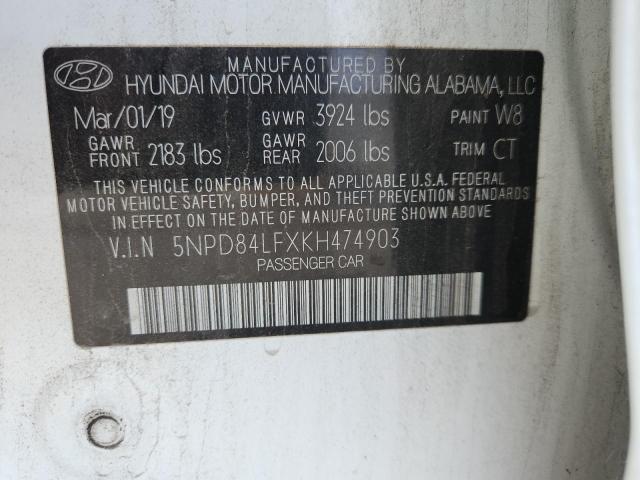 MANUFACTURED BY
HYUNDAI MOTOR MANUFACTURING ALABAMA, LLC
Mar/01/19 GVWR 3924 lbs PAINT W8
GAWR FRONT 2183 lbs GAWR REAR 2006 lbs TRIM CT
THIS VEHICLE CONFORMS TO ALL APPLICABLE U.S.A. FEDERAL
MOTOR VEHICLE SAFETY, BUMPER, AND THEFT PREVENTION STANDARDS
IN EFFECT ON THE DATE OF MANUFACTURE SHOWN ABOVE.
V.I.N 5NPD84LFXKH474903
PASSENGER CAR